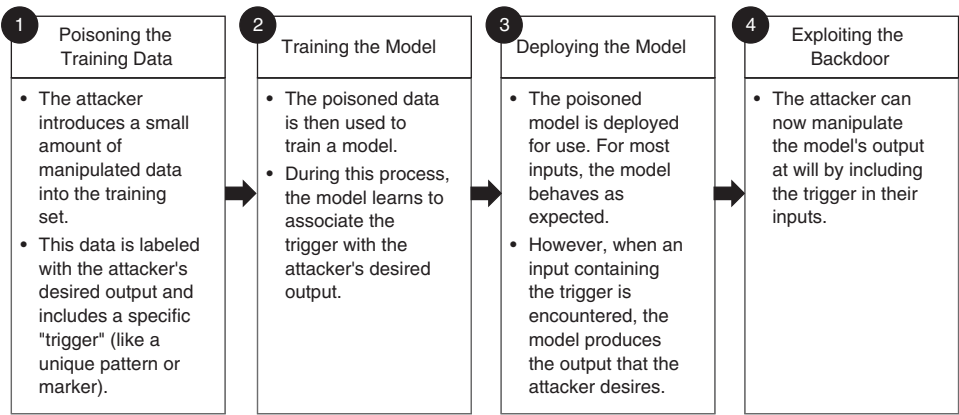 1
Poisoning the
Training Data
• The attacker
introduces a small
amount of
manipulated data
into the training
set.
• This data is labeled
with the attacker's
desired output and
includes a specific
"trigger" (like a
unique pattern or
marker).
2
Training the Model
• The poisoned data
is then used to
train a model.
• During this process,
the model learns to
associate the
trigger with the
attacker's desired
output.
3
Deploying the Model
• The poisoned
model is deployed
for use. For most
inputs, the model
behaves as
expected.
• However, when an
input containing
the trigger is
encountered, the
model produces
the output that the
attacker desires.
4
Exploiting the
Backdoor
• The attacker can
now manipulate
the model's output
at will by including
the trigger in their
inputs.